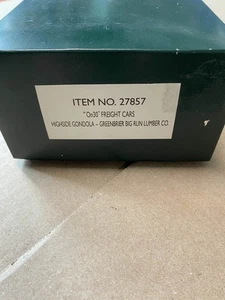 ITEM NO. 27857
"On30" FREIGHT CARS
HIGHSIDE GONDOLA – GREENBRIER BIG RUN LUMBER CO.